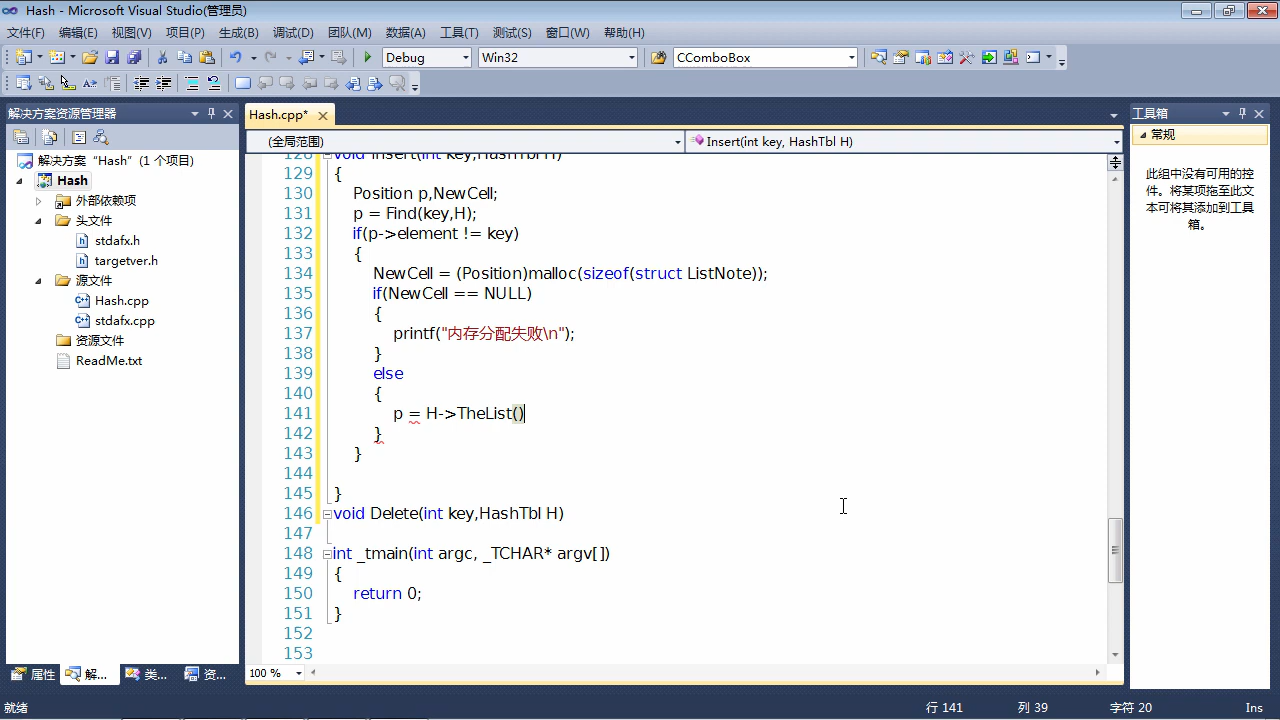 Hash - Microsoft Visual Studio(管理员)
文件(F) 编辑(E) 视图(V) 项目(P) 生成(B) 调试(D) 团队(M) 数据(A) 工具(T) 测试(S) 窗口(W) 帮助(H)
Debug Win32 CComboBox
解决方案资源管理器
解决方案“Hash”(1 个项目)
Hash
外部依赖项
头文件
stdafx.h
targetver.h
源文件
Hash.cpp
stdafx.cpp
资源文件
ReadMe.txt
属性 解... 类... 资...
Hash.cpp*
(全局范围) Insert(int key, HashTbl H)
128 void Insert(int key,HashTbl H)
129 {
130 Position p,NewCell;
131 p = Find(key,H);
132 if(p->element != key)
133 {
134 NewCell = (Position)malloc(sizeof(struct ListNote));
135 if(NewCell == NULL)
136 {
137 printf("内存分配失败\n");
138 }
139 else
140 {
141 p = H->TheList()
142 }
143 }
144
145 }
146 void Delete(int key,HashTbl H)
147
148 int _tmain(int argc, _TCHAR* argv[])
149 {
150 return 0;
151 }
152
153
100 %
工具箱
常规
此组中没有可用的控
件。将某项拖至此文
本可将其添加到工具
箱。
就绪 行 141 列 39 字符 20 Ins